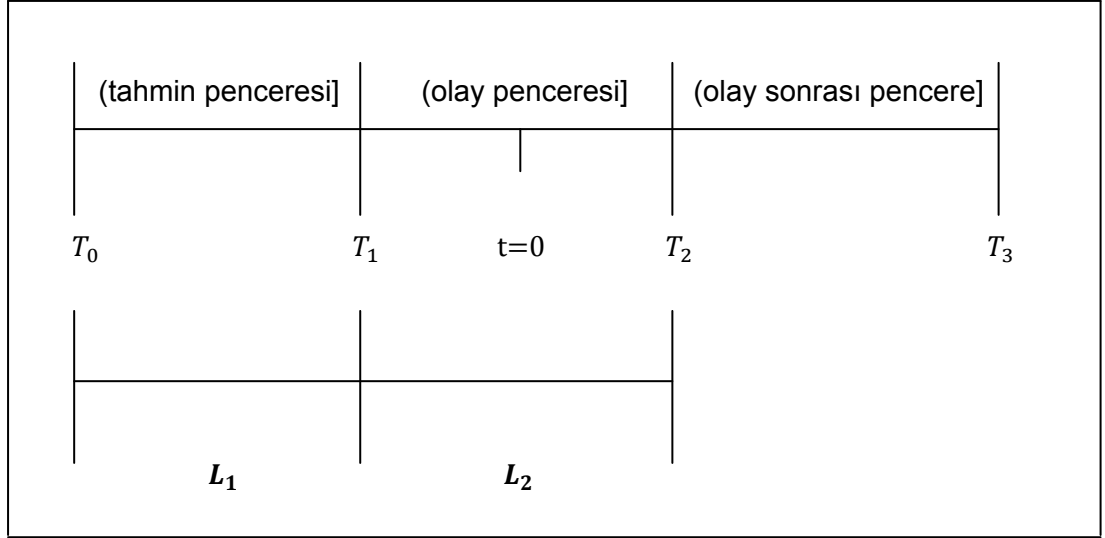 (tahmin penceresi] (olay penceresi] (olay sonrası pencere]
T₀ T₁ t=0 T₂ T₃
L₁ L₂